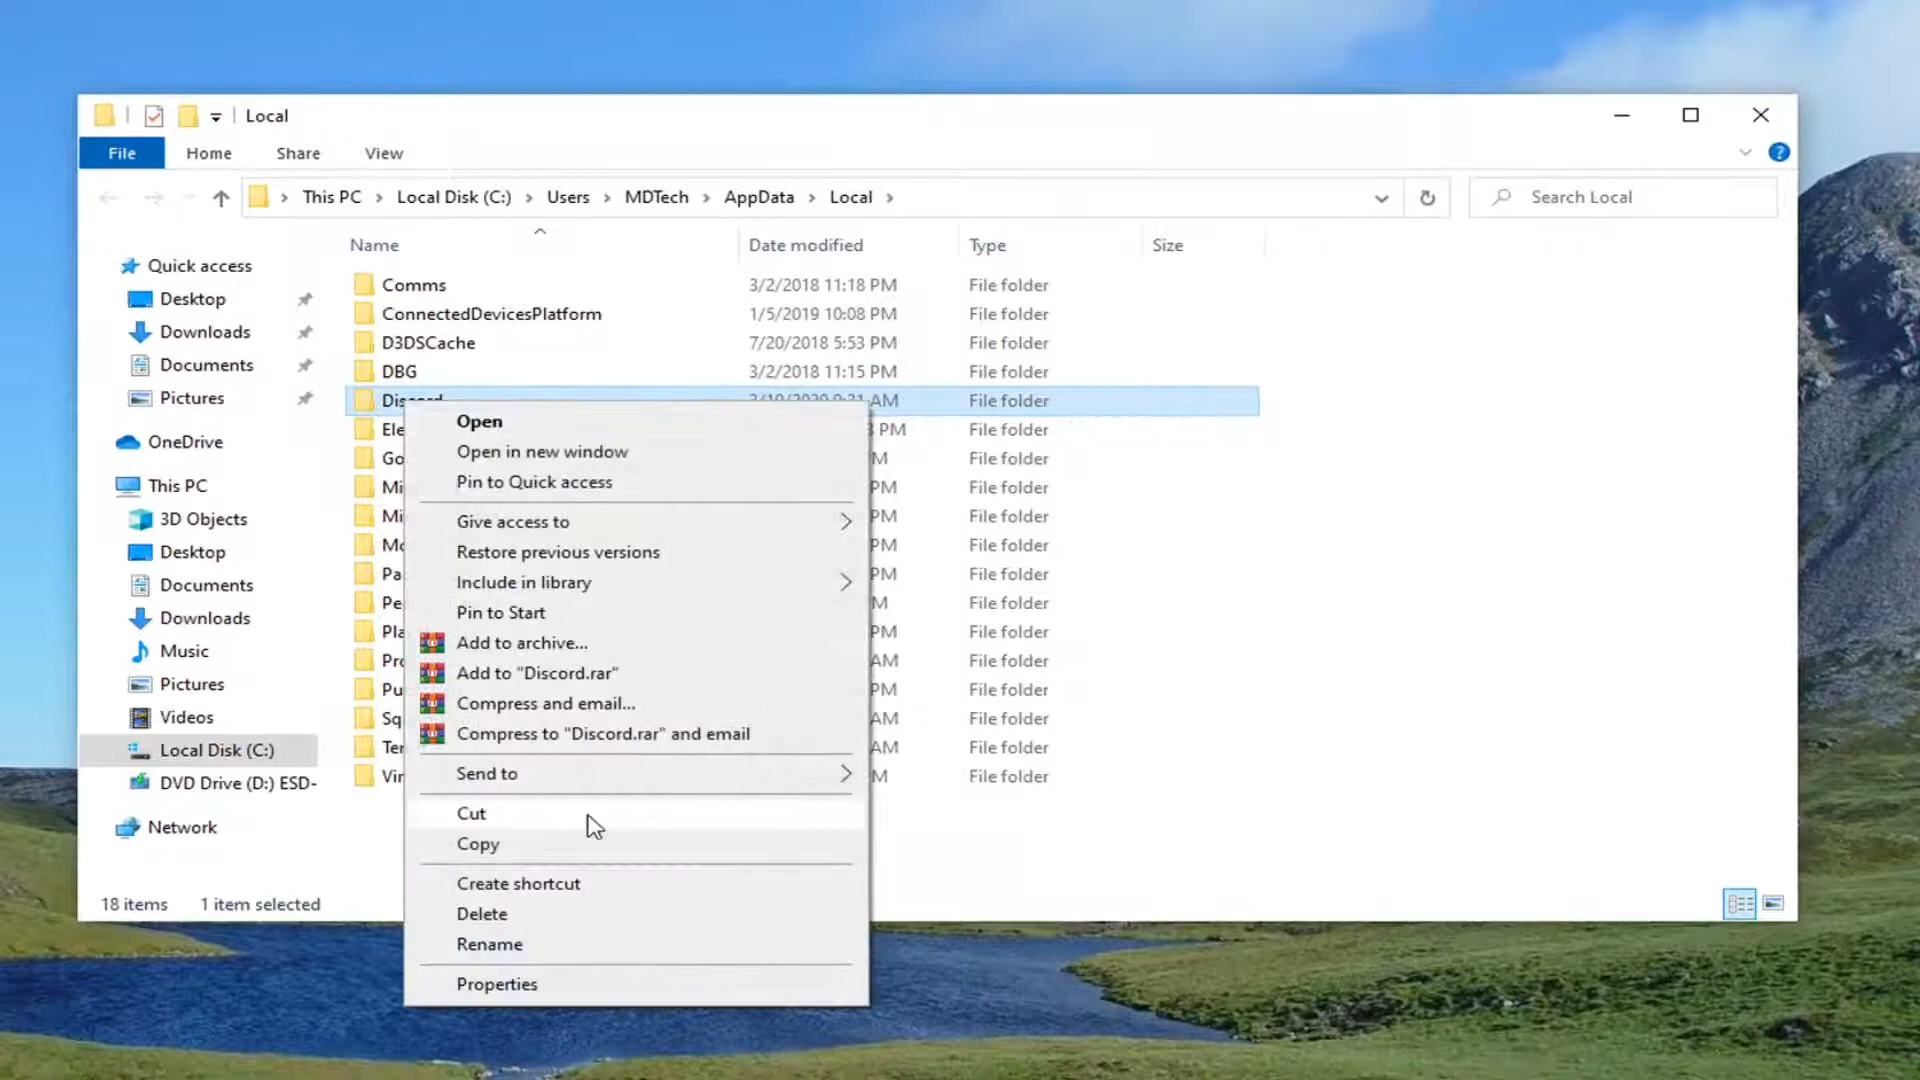 Local
File Home Share View
This PC Local Disk (C:) Users MDTech AppData Local
Search Local
Name Date modified Type Size
Quick access
Desktop
Downloads
Documents
Pictures
OneDrive
This PC
3D Objects
Desktop
Documents
Downloads
Music
Pictures
Videos
Local Disk (C:)
DVD Drive (D:) ESD-
Network
Comms 3/2/2018 11:18 PM File folder
ConnectedDevicesPlatform 1/5/2019 10:08 PM File folder
D3DSCache 7/20/2018 5:53 PM File folder
DBG 3/2/2018 11:15 PM File folder
Discord AM File folder
Ele PM File folder
Go M File folder
Mi PM File folder
Mi PM File folder
Mo PM File folder
Pa PM File folder
Pe M File folder
Pla PM File folder
Pro AM File folder
Pu PM File folder
Sq AM File folder
Ter AM File folder
Vir M File folder
Open
Open in new window
Pin to Quick access
Give access to
Restore previous versions
Include in library
Pin to Start
Add to archive...
Add to "Discord.rar"
Compress and email...
Compress to "Discord.rar" and email
Send to
Cut
Copy
Create shortcut
Delete
Rename
Properties
18 items 1 item selected